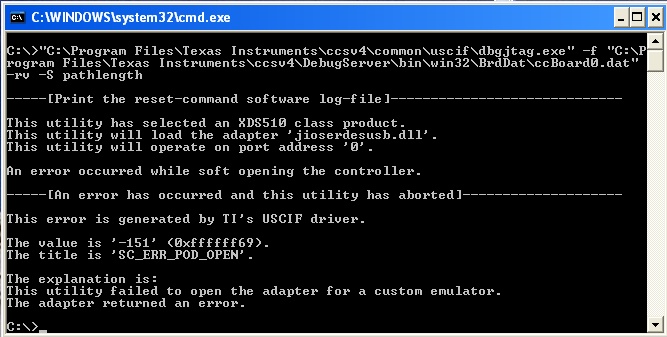 C:\WINDOWS\system32\cmd.exe
C:\>"C:\Program Files\Texas Instruments\ccsv4\common\uscif\dbgjtag.exe" -f "C:\P
rogram Files\Texas Instruments\ccsv4\DebugServer\bin\win32\BrdDat\ccBoard0.dat"
-rv -S pathlength
-----[Print the reset-command software log-file]-----------------------------
This utility has selected an XDS510 class product.
This utility will load the adapter 'jioserdesusb.dll'.
This utility will operate on port address '0'.
An error occurred while soft opening the controller.
-----[An error has occurred and this utility has aborted]--------------------
This error is generated by TI's USCIF driver.
The value is '-151' (0xffffff69).
The title is 'SC_ERR_POD_OPEN'.
The explanation is:
This utility failed to open the adapter for a custom emulator.
The adapter returned an error.
C:\>_